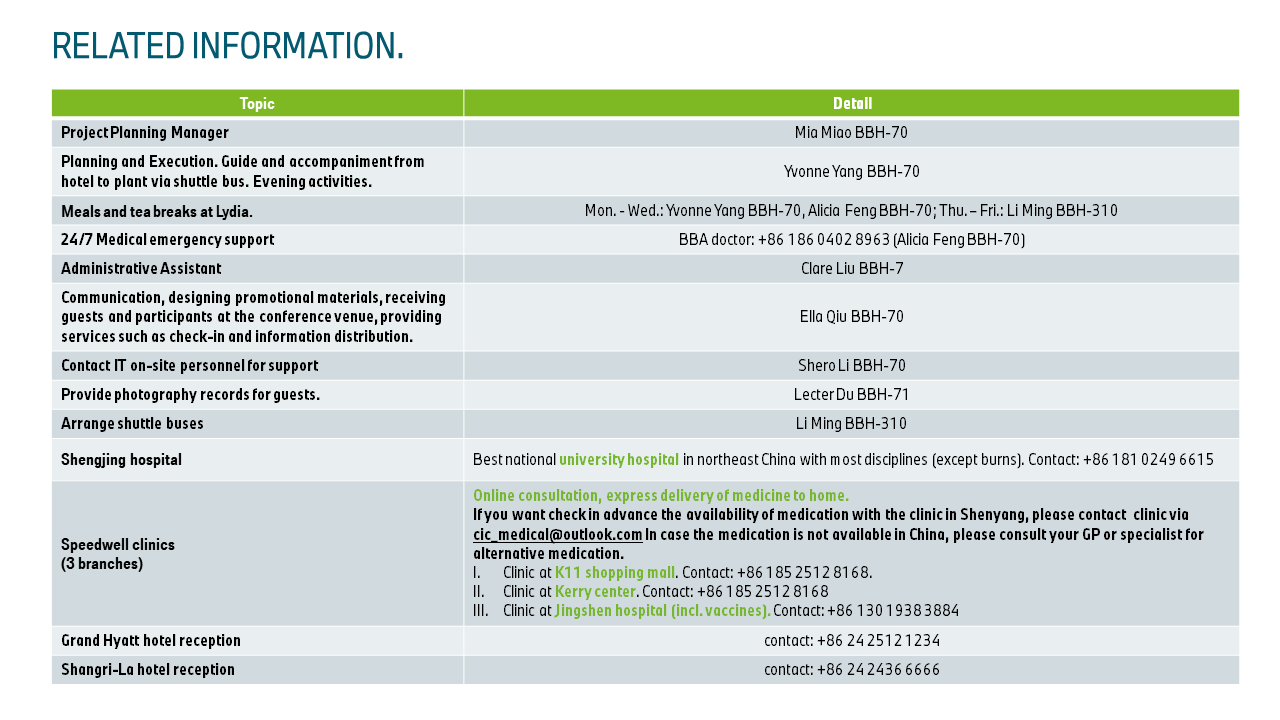 RELATED INFORMATION.
Topic
Detail
Project Planning Manager
Mia Miao BBH-70
Planning and Execution. Guide and accompaniment from
hotel to plant via shuttle bus. Evening activities.
Yvonne Yang BBH-70
Meals and tea breaks at Lydia.
Mon. - Wed.: Yvonne Yang BBH-70, Alicia Feng BBH-70; Thu. – Fri.: Li Ming BBH-310
24/7 Medical emergency support
BBA doctor: +86 186 0402 8963 (Alicia Feng BBH-70)
Administrative Assistant
Clare Liu BBH-7
Communication, designing promotional materials, receiving
guests and participants at the conference venue, providing
services such as check-in and information distribution.
Ella Qiu BBH-70
Contact IT on-site personnel for support
Shero Li BBH-70
Provide photography records for guests.
Lecter Du BBH-71
Arrange shuttle buses
Li Ming BBH-310
Shengjing hospital
Best national university hospital in northeast China with most disciplines (except burns). Contact: +86 181 0249 6615
Speedwell clinics
(3 branches)
Online consultation, express delivery of medicine to home.
If you want check in advance the availability of medication with the clinic in Shenyang, please contact clinic via
cic_medical@outlook.com In case the medication is not available in China, please consult your GP or specialist for
alternative medication.
I. Clinic at K11 shopping mall. Contact: +86 185 2512 8168.
II. Clinic at Kerry center. Contact: +86 185 2512 8168
III. Clinic at Jingshen hospital (incl. vaccines). Contact: +86 130 1938 3884
Grand Hyatt hotel reception
contact: +86 24 2512 1234
Shangri-La hotel reception
contact: +86 24 2436 6666